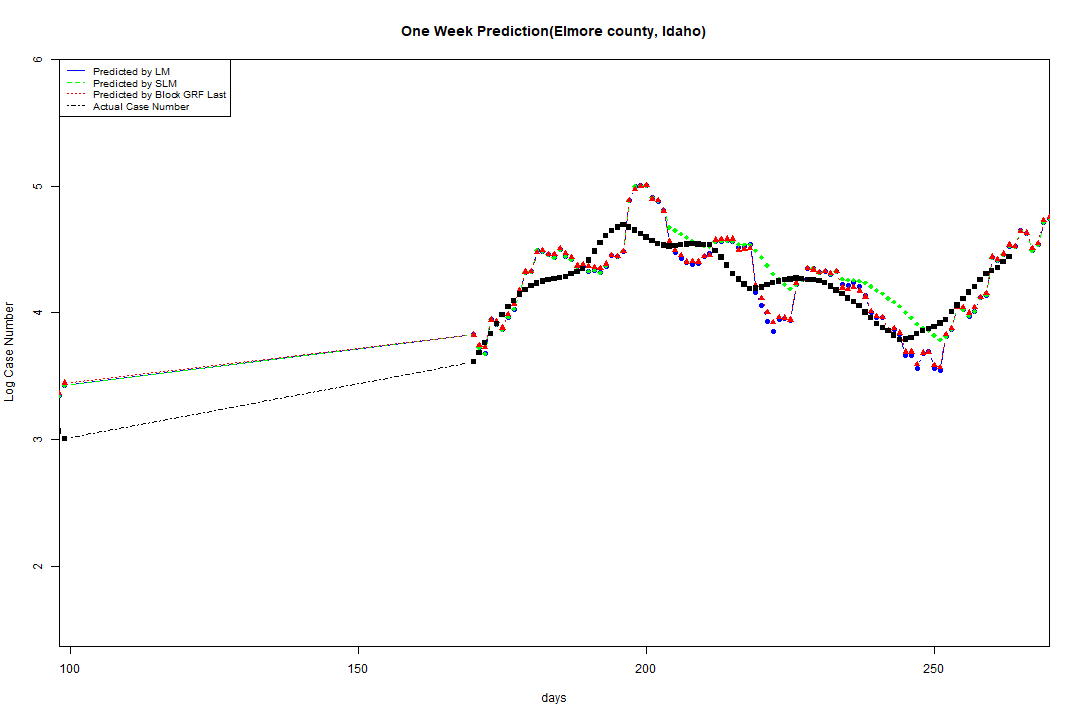 One Week Prediction(Elmore county, Idaho)
Predicted by LM
Predicted by SLM
Predicted by Block GRF Last
Actual Case Number
Log Case Number
6
5
4
3
2
100 150 200 250
days